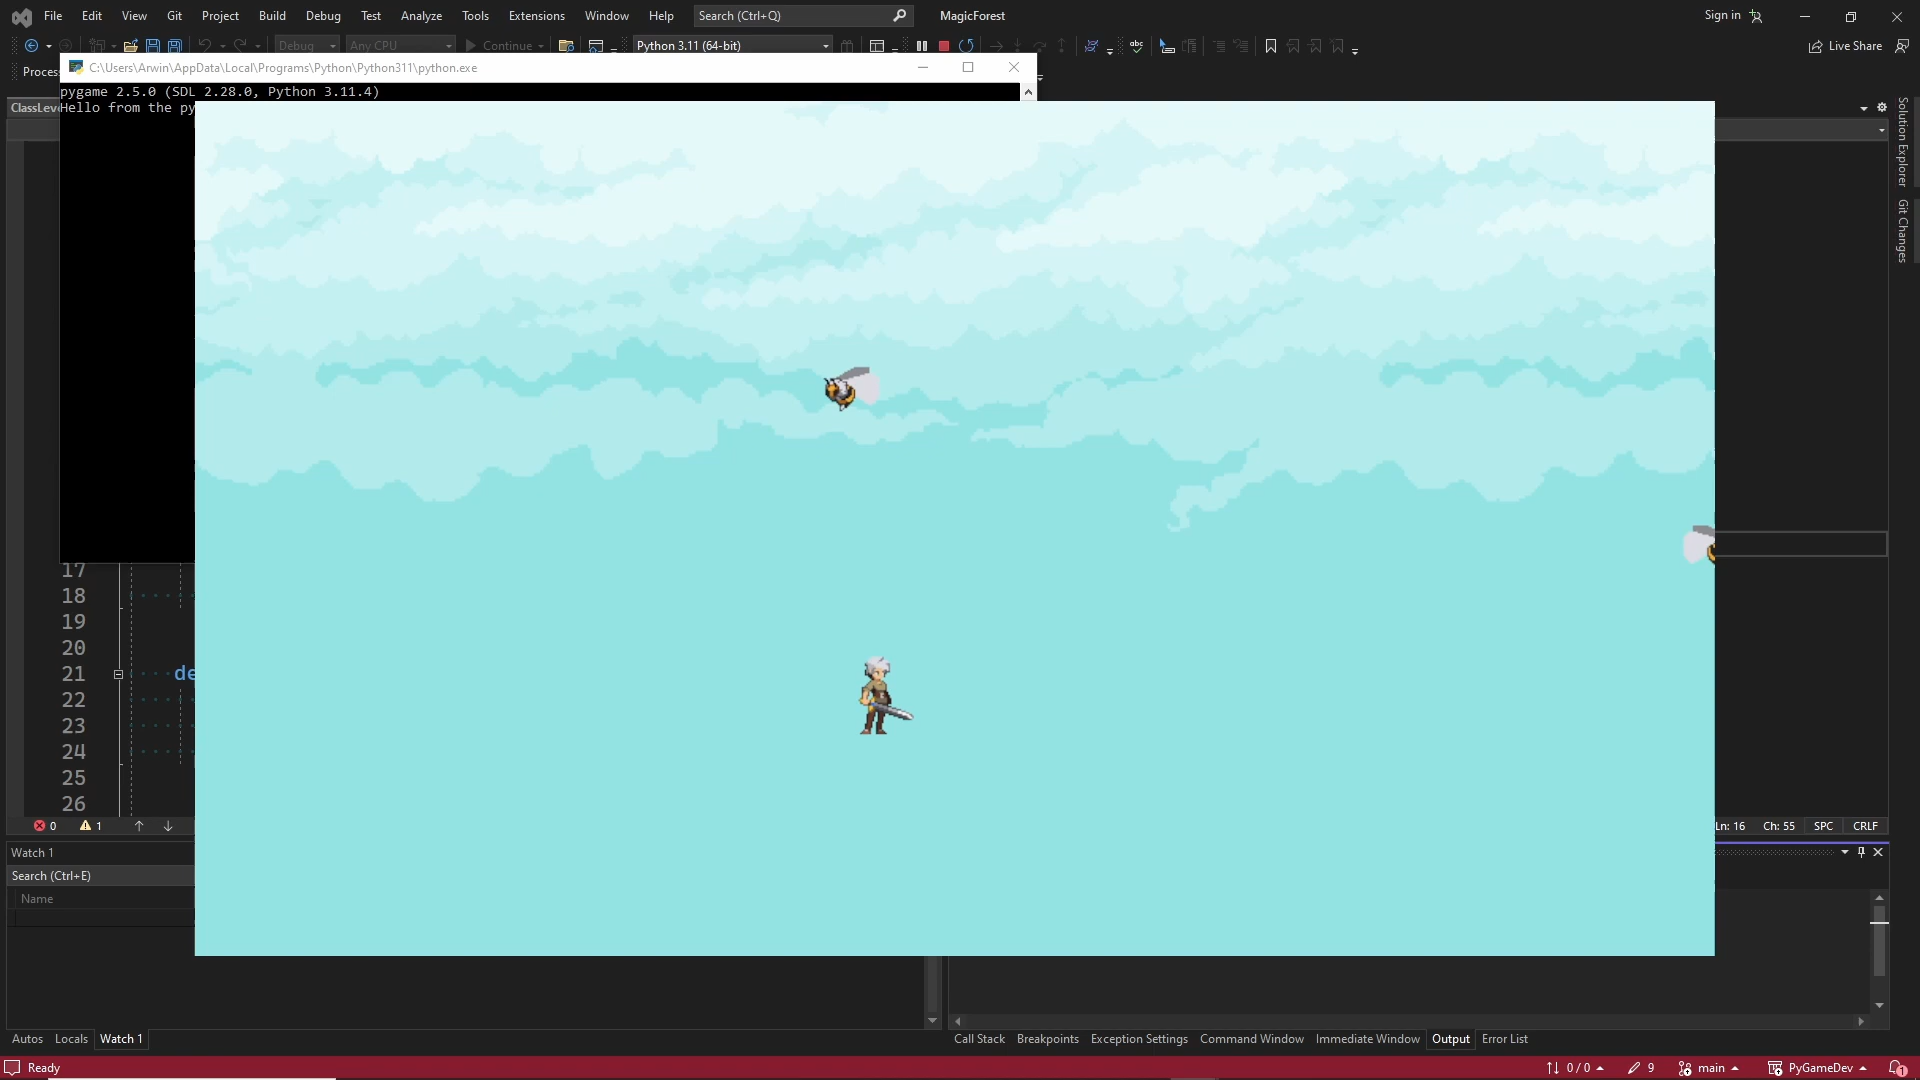 File Edit View Git Project Build Debug Test Analyze Tools Extensions Window Help Search (Ctrl+Q) MagicForest Sign in
Debug Any CPU Continue Python 3.11 (64-bit) Live Share
Process
C:\Users\Arwin\AppData\Local\Programs\Python\Python311\python.exe
pygame 2.5.0 (SDL 2.28.0, Python 3.11.4)
ClassLeve
Hello from the py
Solution Explorer
Git Changes
17
18
19
20
21 de
22
23
24
25
26
0 1 Ln: 16 Ch: 55 SPC CRLF
Watch 1
Search (Ctrl+E)
Name
Autos Locals Watch 1 Call Stack Breakpoints Exception Settings Command Window Immediate Window Output Error List
Ready 0 / 0 9 main PyGameDev 1